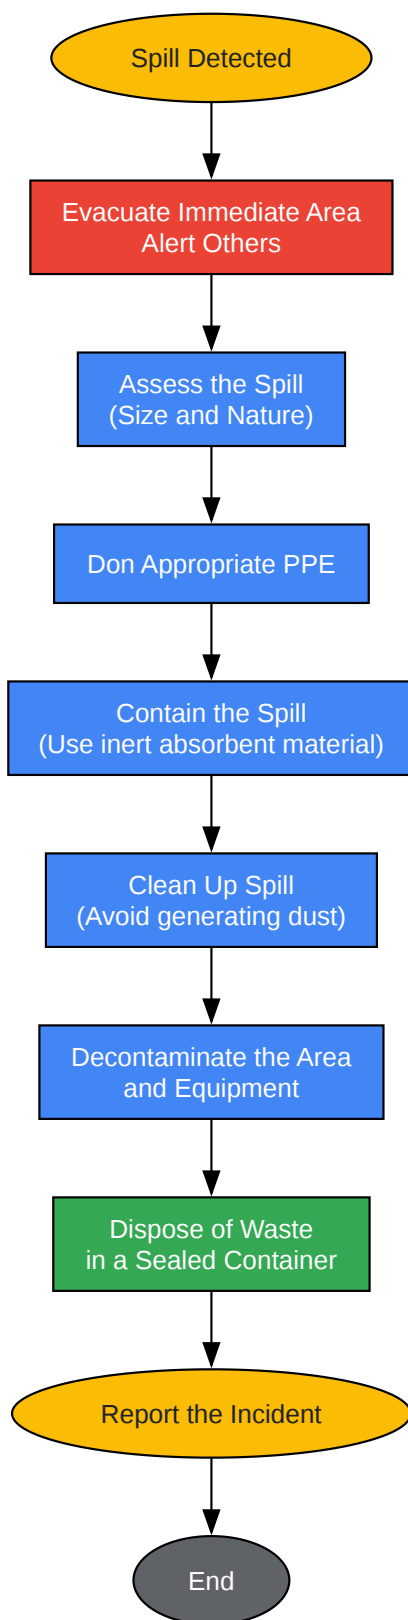 Spill Detected
Evacuate Immediate Area
Alert Others
Assess the Spill
(Size and Nature)
Don Appropriate PPE
Contain the Spill
(Use inert absorbent material)
Clean Up Spill
(Avoid generating dust)
Decontaminate the Area
and Equipment
Dispose of Waste
in a Sealed Container
Report the Incident
End